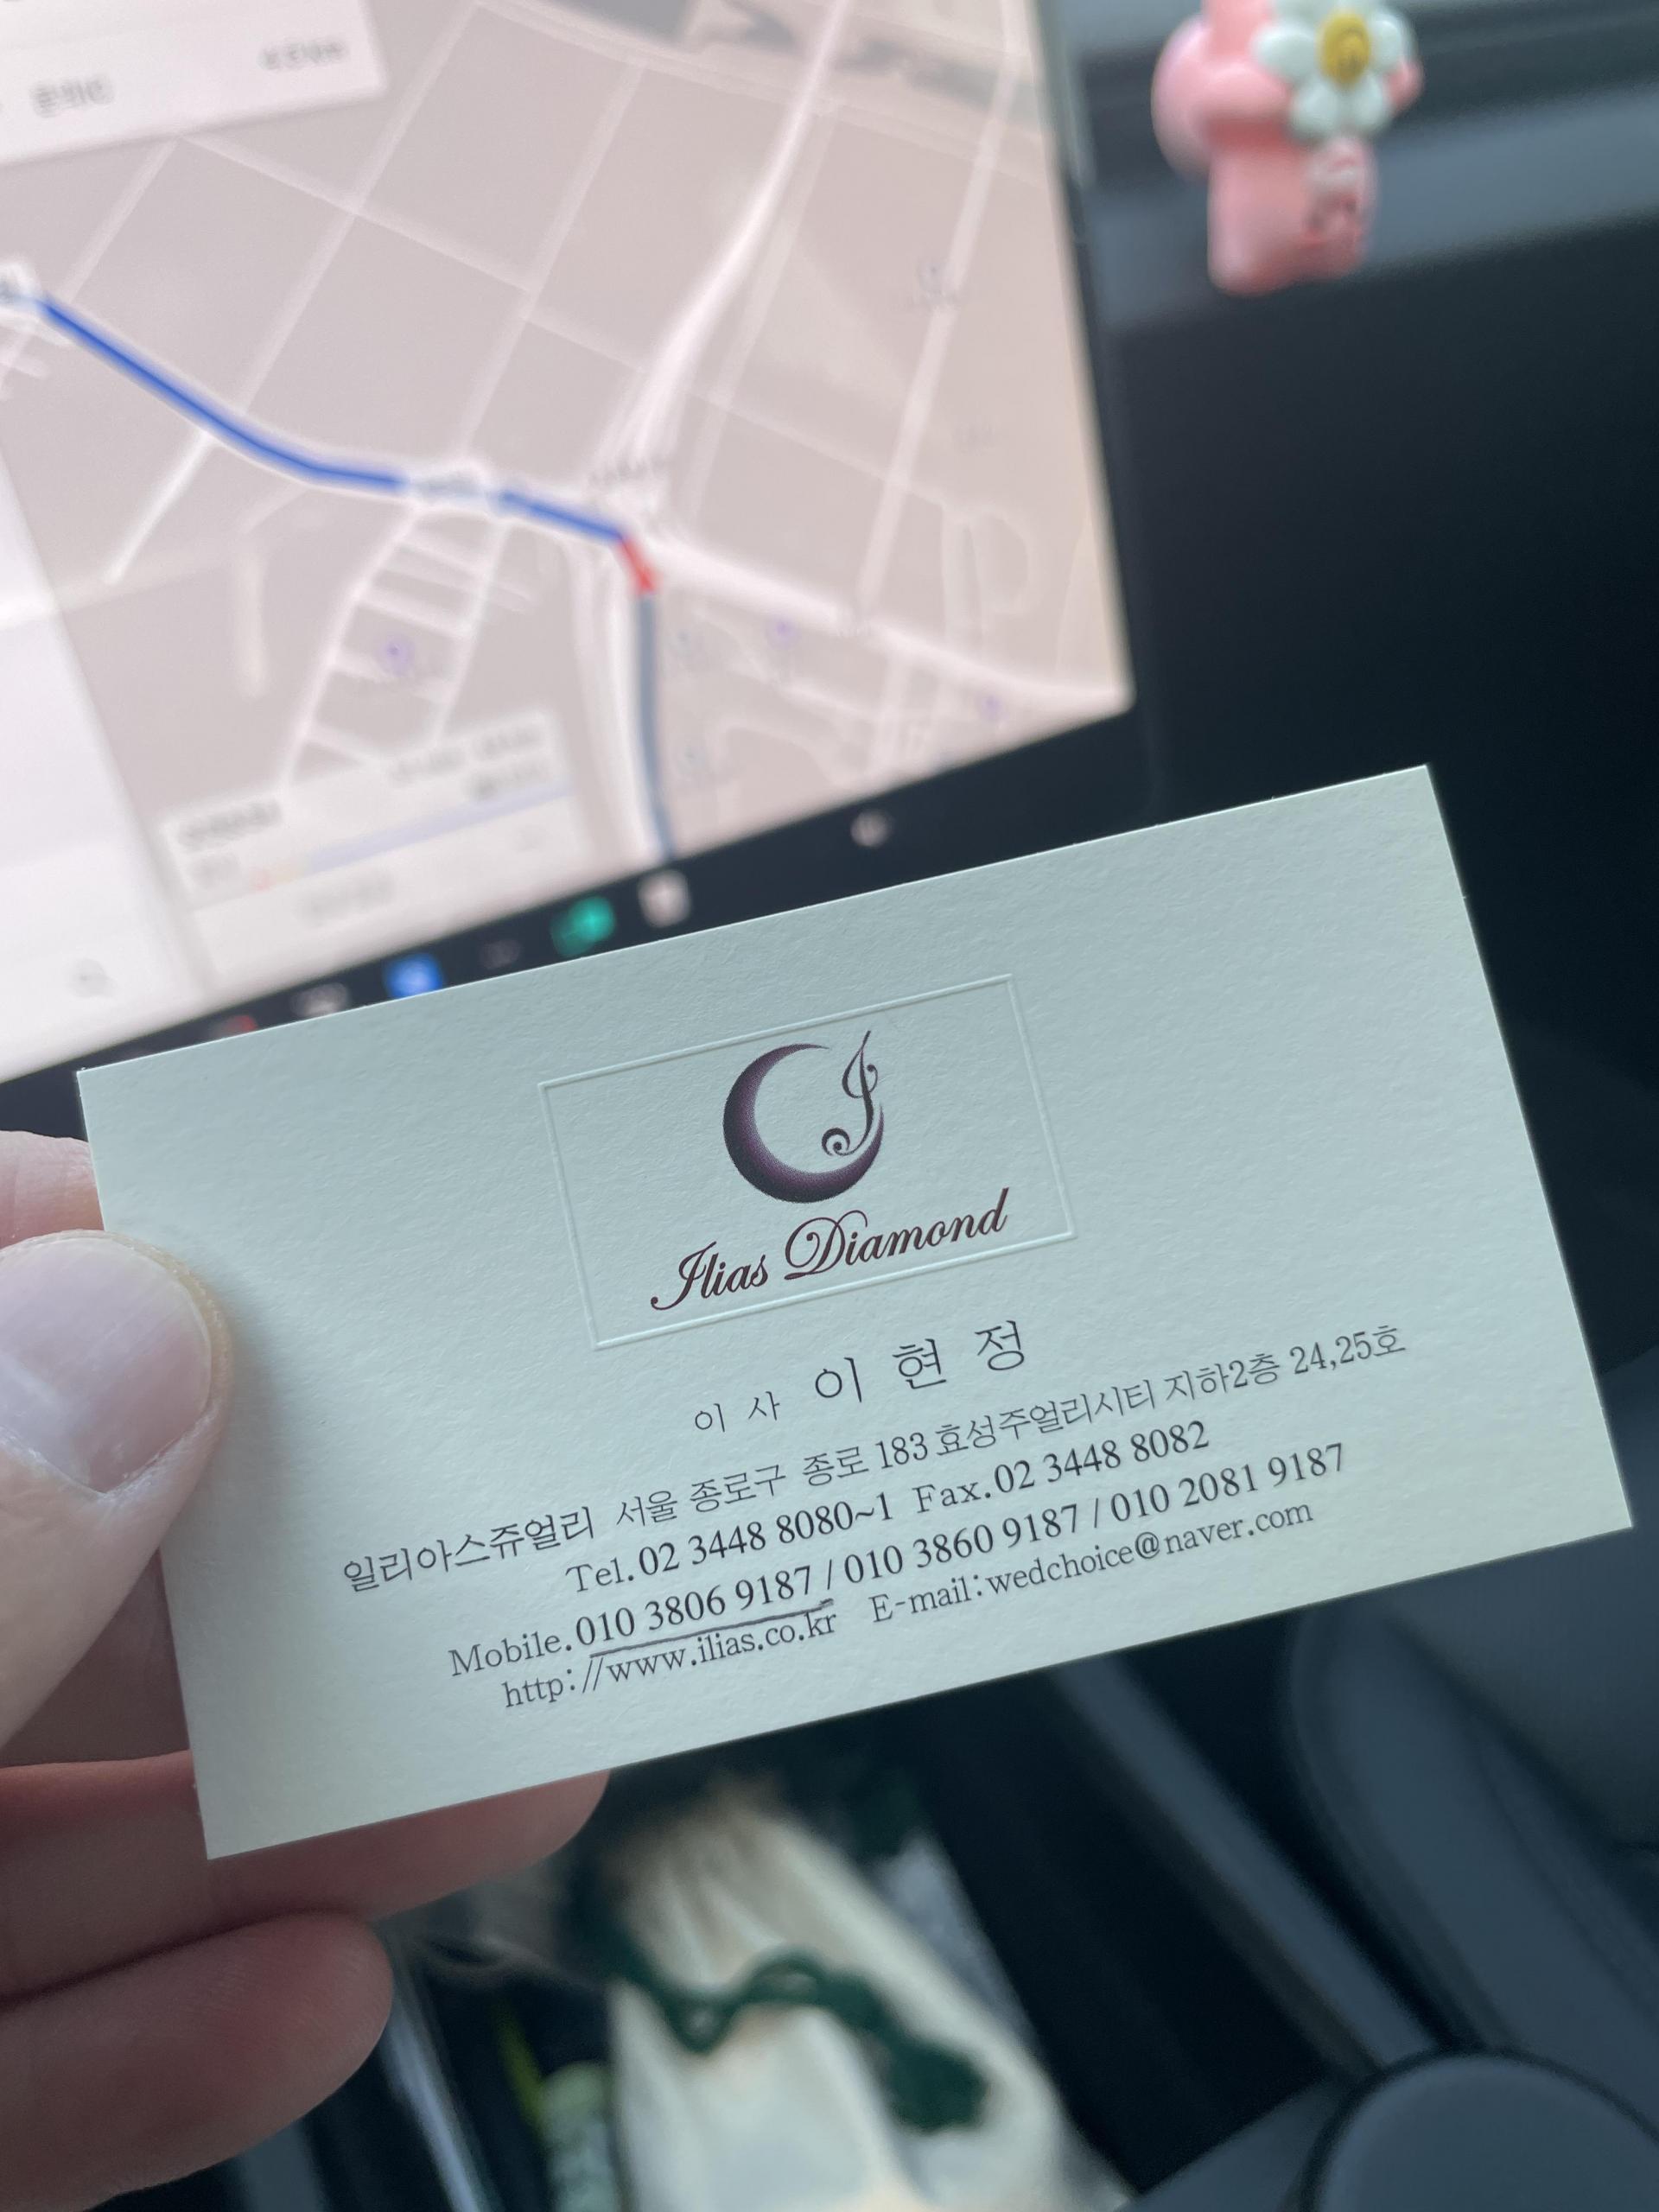 Ilias Diamond
이 사 이 현 정
일리아스쥬얼리 서울 종로구 종로 183 효성주얼리시티 지하2층 24,25호
Tel.02 3448 8080~1 Fax.02 3448 8082
Mobile.010 3806 9187 / 010 3860 9187 / 010 2081 9187
http://www.ilias.co.kr E-mail:wedchoice@naver.com